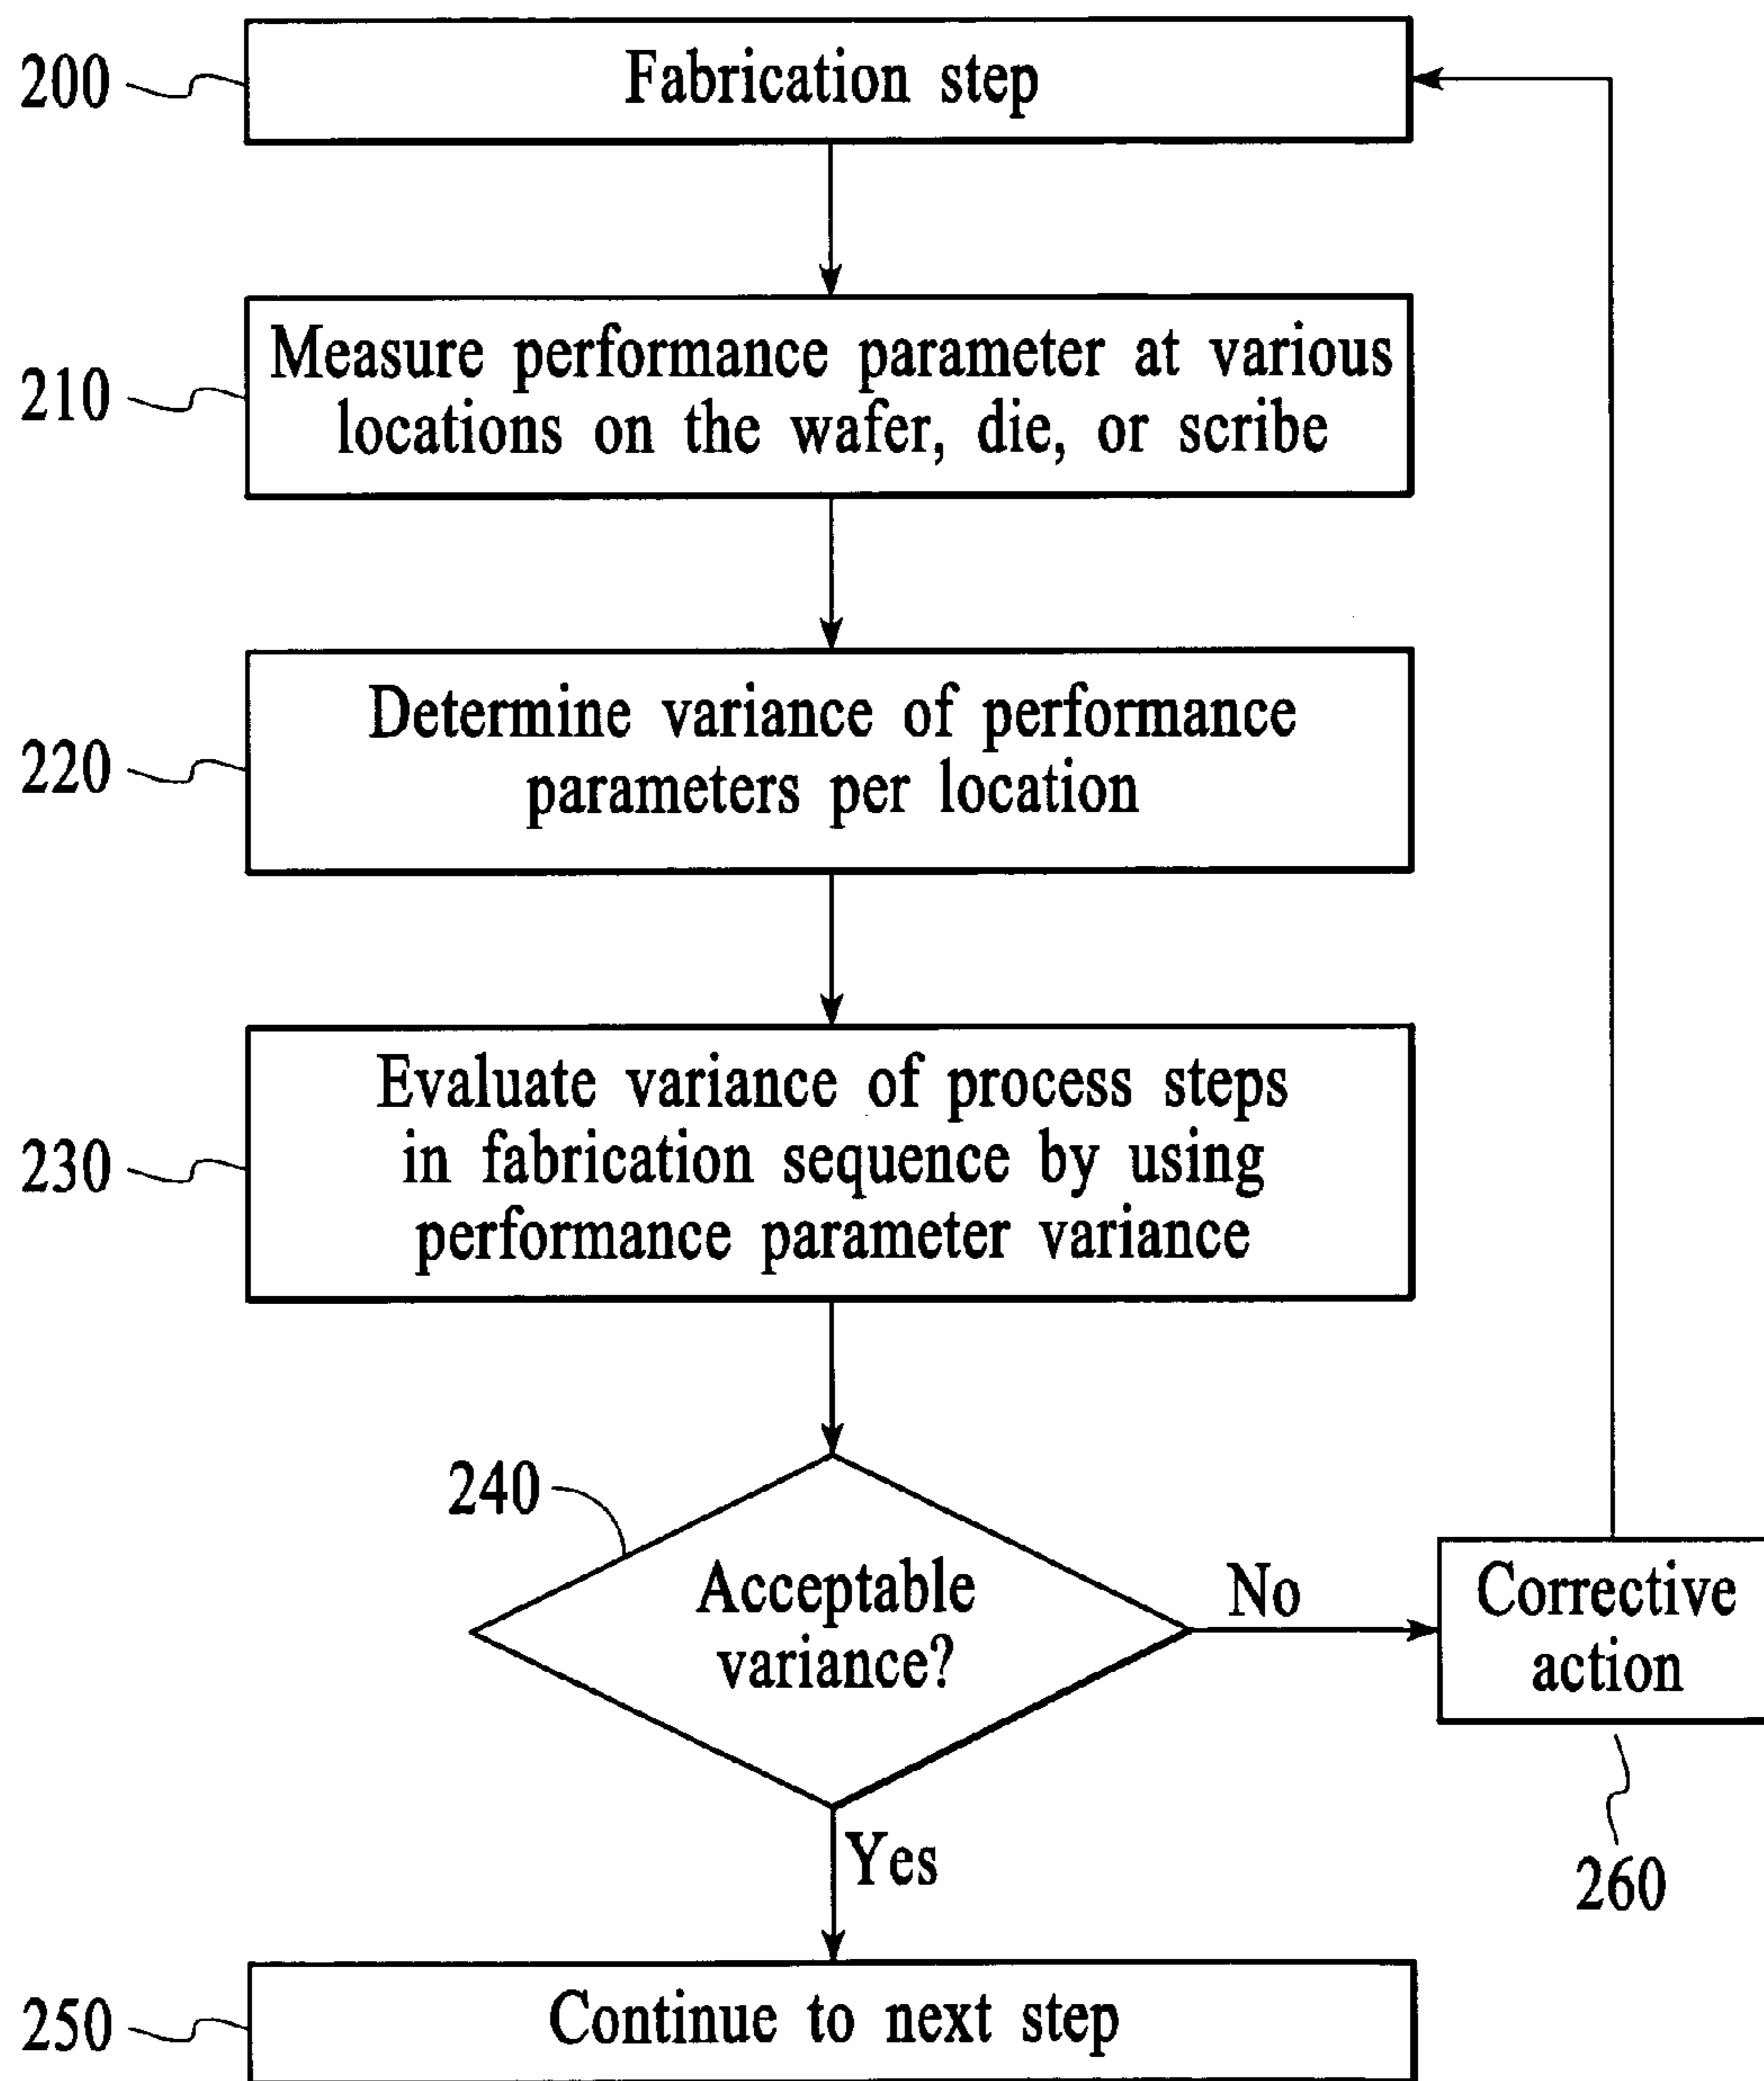 200
Fabrication step
210
Measure performance parameter at various
locations on the wafer, die, or scribe
220
Determine variance of performance
parameters per location
230
Evaluate variance of process steps
in fabrication sequence by using
performance parameter variance
240
Acceptable
variance?
No
Corrective
action
260
Yes
250
Continue to next step